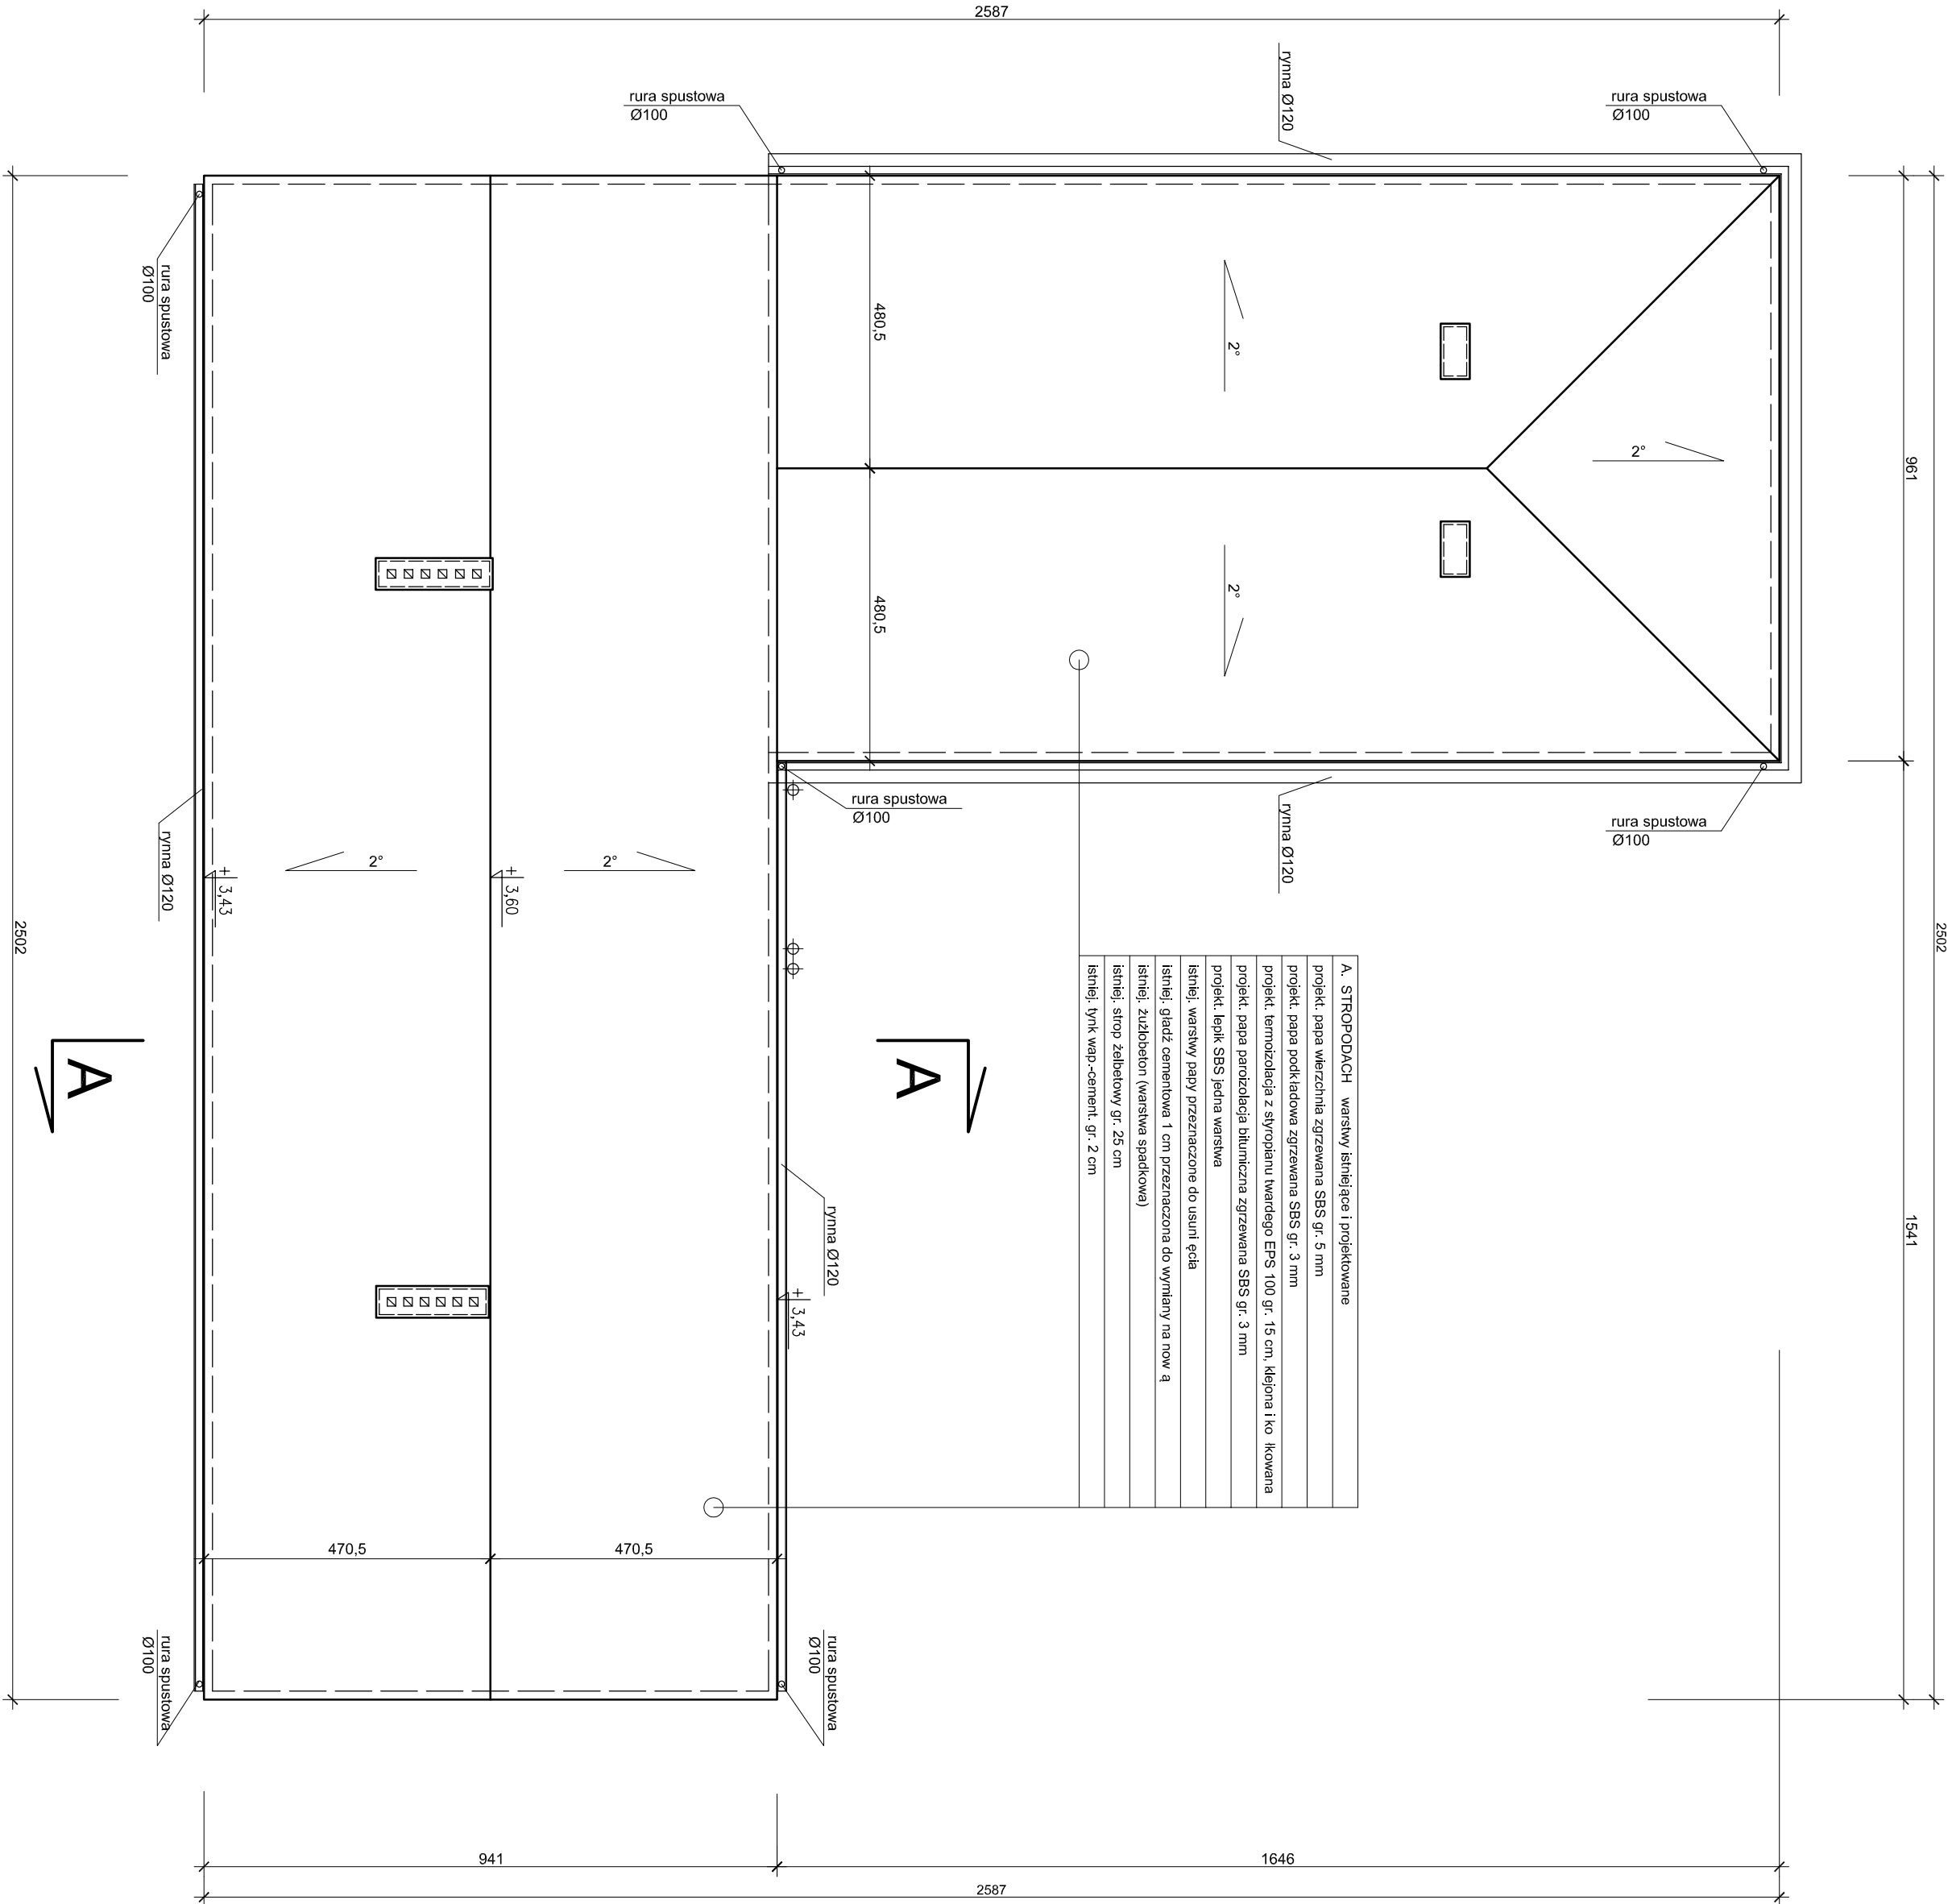 2587
rura spustowa
Ø100
rynna Ø120
rura spustowa
Ø100
rura spustowa
Ø100
480,5
2°
2°
961
2502
480,5
2°
rura spustowa
Ø100
rynna Ø120
rura spustowa
Ø100
rynna Ø120
2°
2°
+ 3,43
+ 3,60
2502
A
A
A. STROPODACH warstwy istniejące i projektowane
projekt. papa wierzchnia zgrzewana SBS gr. 5 mm
projekt. papa podkładowa zgrzewana SBS gr. 3 mm
projekt. termoizolacja z styropianu twardego EPS 100 gr. 15 cm, klejona i ko łkowana
projekt. papa paroizolacja bitumiczna zgrzewana SBS gr. 3 mm
projekt. lepik SBS jedna warstwa
istniej. warstwy papy przeznaczone do usuni ęcia
istniej. gładź cementowa 1 cm przeznaczona do wymiany na now ą
istniej. żużlobeton (warstwa spadkowa)
istniej. strop żelbetowy gr. 25 cm
istniej. tynk wap.-cement. gr. 2 cm
1541
rynna Ø120
+ 3,43
470,5
470,5
rura spustowa
Ø100
rura spustowa
Ø100
941
1646
2587